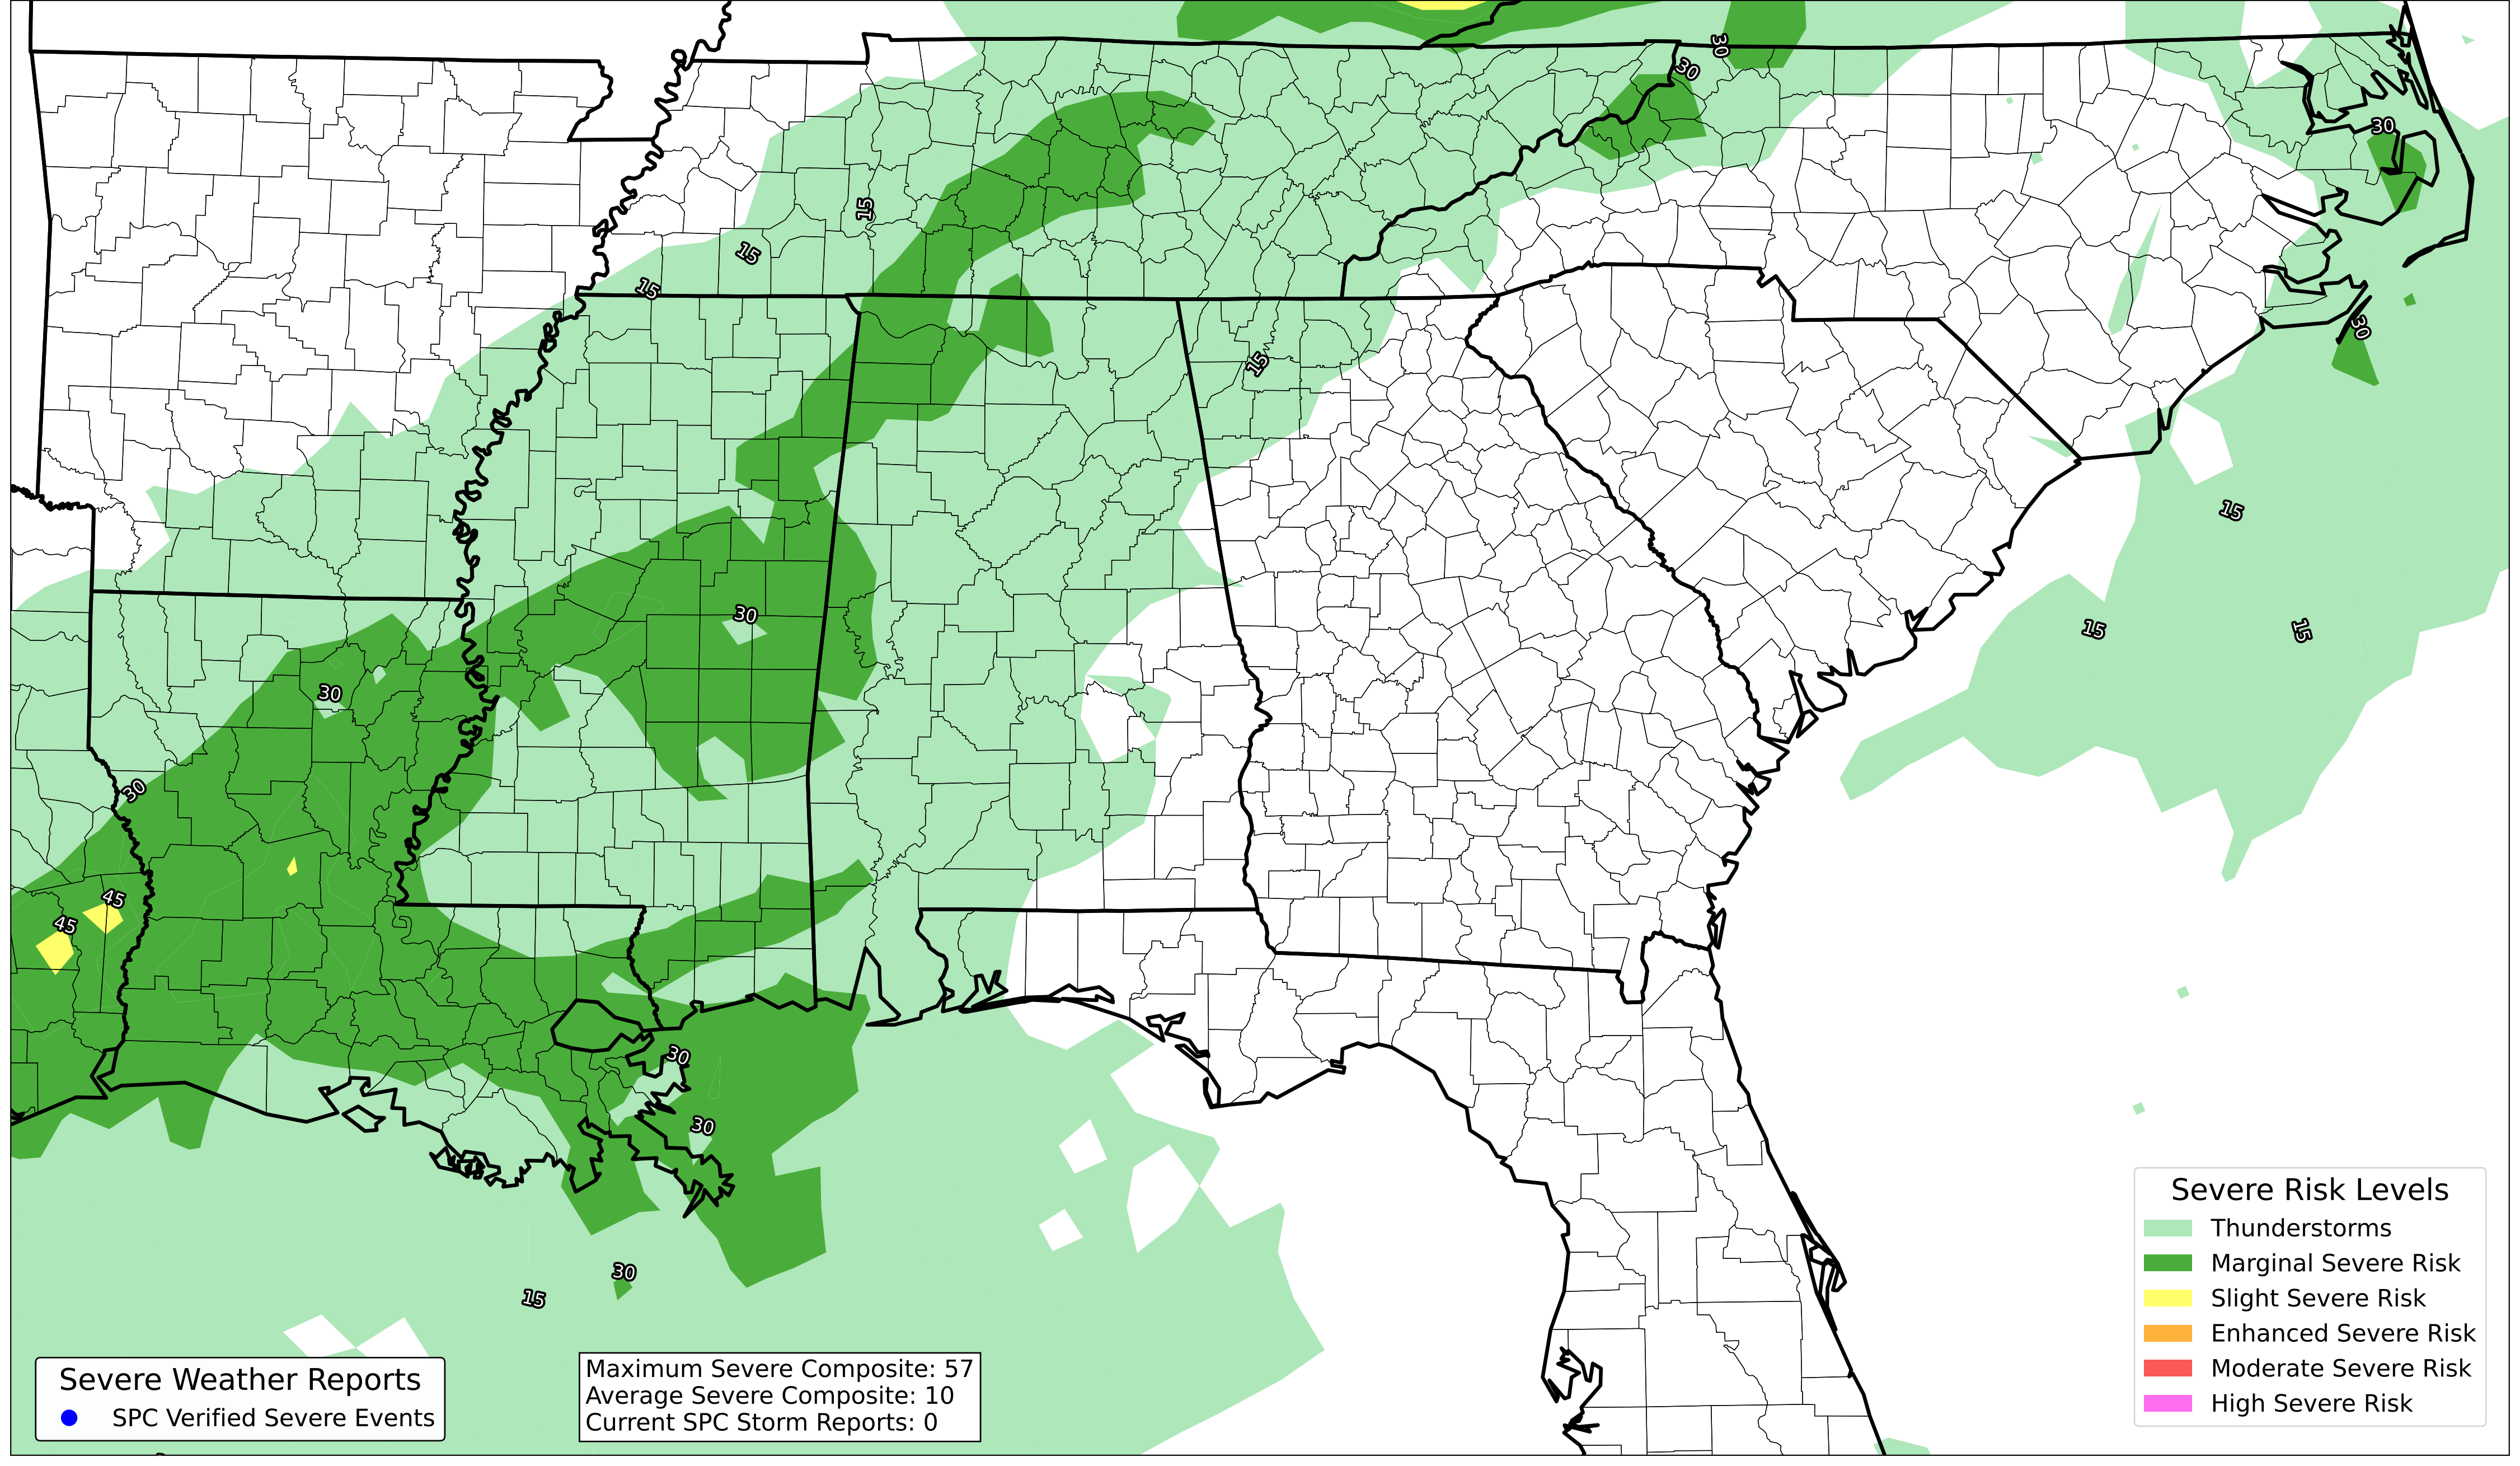 30
30
30
15
15
15
30
15
15
30
30
15
15
30
45
45
30
30
30
15
Severe Risk Levels
Thunderstorms
Marginal Severe Risk
Slight Severe Risk
Enhanced Severe Risk
Moderate Severe Risk
High Severe Risk
Severe Weather Reports
SPC Verified Severe Events
Maximum Severe Composite: 57
Average Severe Composite: 10
Current SPC Storm Reports: 0